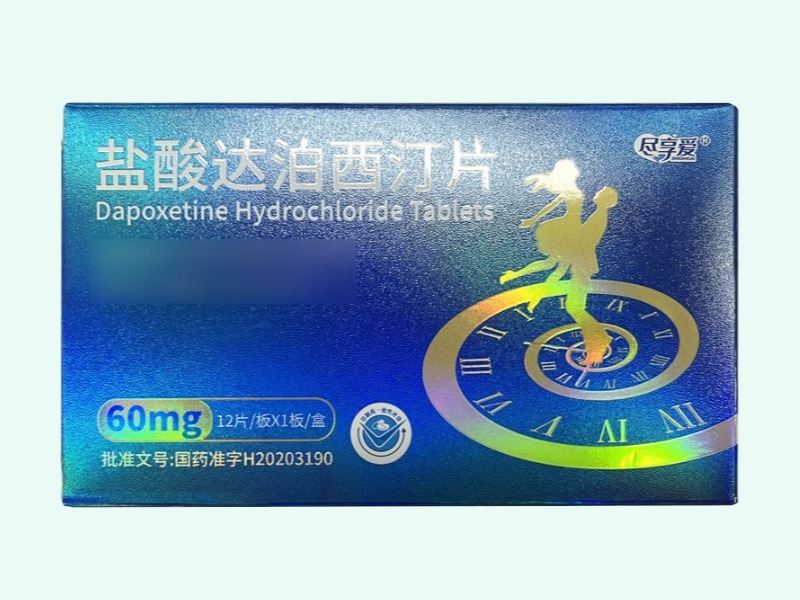 盐酸达泊西汀片
Dapoxetine Hydrochloride Tablets
尽享爱®
60mg 12片/板X1板/盒
批准文号:国药准字H20203190